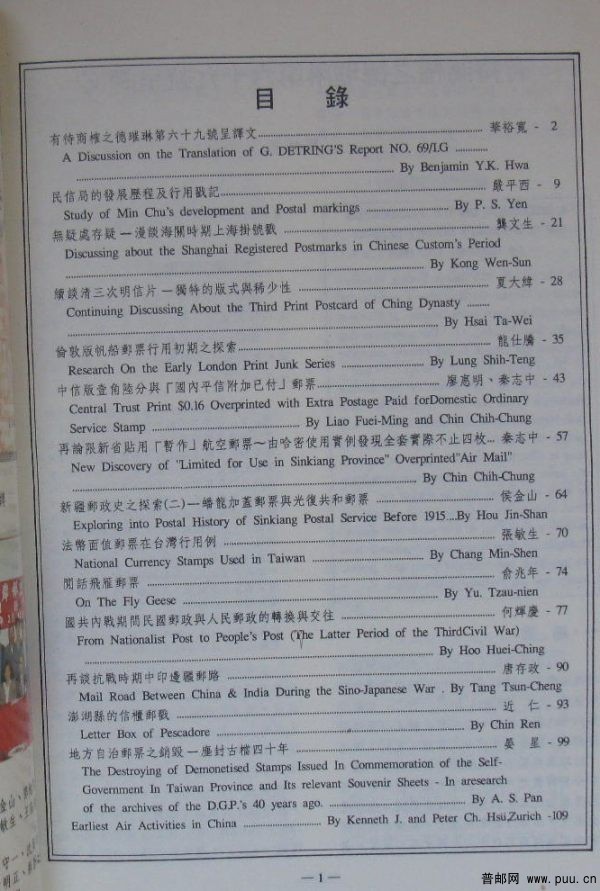 目 錄
有待商榷之德璀琳第六十九號呈譯文 華裕寬 - 2
A Discussion on the Translation of G. DETRING'S Report NO. 69/I.G
By Benjamin Y.K. Hwa
民信局的發展歷程及行用戳記 嚴平西 - 9
Study of Min Chu's development and Postal markings By P. S. Yen
無疑處存疑一漫談海關時期上海掛號戳 龔文生 - 21
Discussing about the Shanghai Registered Postmarks in Chinese Custom's Period
By Kong Wen-Sun
續談清三次明信片一獨特的版式與稀少性 夏大緯 - 28
Continuing Discussing About the Third Print Postcard of Ching Dynasty
By Hsai Ta-Wei
倫敦版帆船郵票行用初期之探索 龍仕騰 - 35
Research On the Early London Print Junk Series By Lung Shih-Teng
中信版壹角陸分與「國內平信附加已付」郵票 廖惠明、秦志中 - 43
Central Trust Print $0.16 Overprinted with Extra Postage Paid forDomestic Ordinary
Service Stamp By Liao Fuei-Ming and Chin Chih-Chung
再論限新省貼用「暫作」航空郵票~由哈密使用實例發現全套實際不止四枚... 秦志中 - 57
New Discovery of "Limited for Use in Sinkiang Province" Overprinted"Air Mail"
By Chin Chih-Chung
新疆郵政史之探索(二)一蟠龍加蓋郵票與光復共和郵票 侯金山 - 64
Exploring into Postal History of Sinkiang Postal Service Before 1915...By Hou Jin-Shan
法幣面值郵票在台灣行用例 張敏生 - 70
National Currency Stamps Used in Taiwan By Chang Min-Shen
閒話飛雁郵票 俞兆年 - 74
On The Fly Geese By Yu. Tzau-nien
國共內戰期間民國郵政與人民郵政的轉換與交往 何輝慶 - 77
From Nationalist Post to People's Post (The Latter Period of the ThirdCivil War)
By Hoo Huei-Ching
再談抗戰時期中印邊疆郵路 唐存政 - 90
Mail Road Between China & India During the Sino-Japanese War . By Tang Tsun-Cheng
澎湖縣的信櫃郵戳 近 仁 - 93
Letter Box of Pescadore By Chin Ren
地方自治郵票之銷毀一塵封古檔四十年 晏 星 - 99
The Destroying of Demonetised Stamps Issued In Commemoration of the Self-
Government In Taiwan Province and Its relevant Souvenir Sheets - In aresearch
of the archives of the D.G.P.'s 40 years ago. By A. S. Pan
Earliest Air Activities in China By Kenneth J. and Peter Ch. Hsü,Zurich -109
— 1 —
普邮网 www.puu.cn